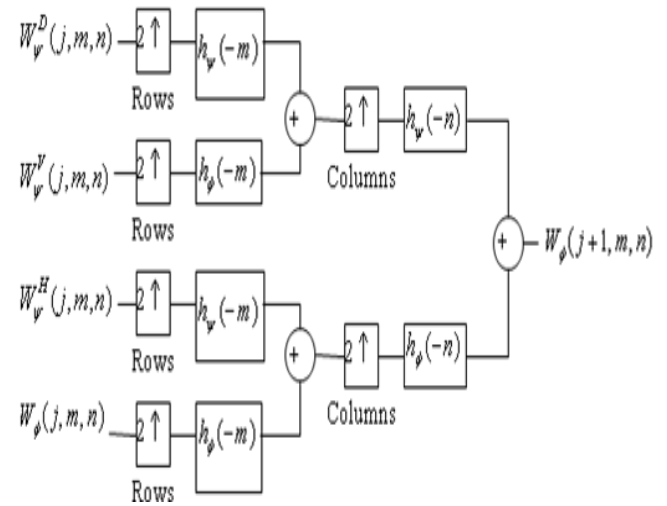 W_ψ^D(j,m,n)
2↑
h_ψ(-m)
Rows
+
2↑
h_ψ(-n)
Columns
W_ψ^V(j,m,n)
2↑
h_ϕ(-m)
Rows
+
W_ϕ(j+1,m,n)
W_ψ^H(j,m,n)
2↑
h_ψ(-m)
Rows
+
2↑
h_ϕ(-n)
Columns
W_ϕ(j,m,n)
2↑
h_ϕ(-m)
Rows